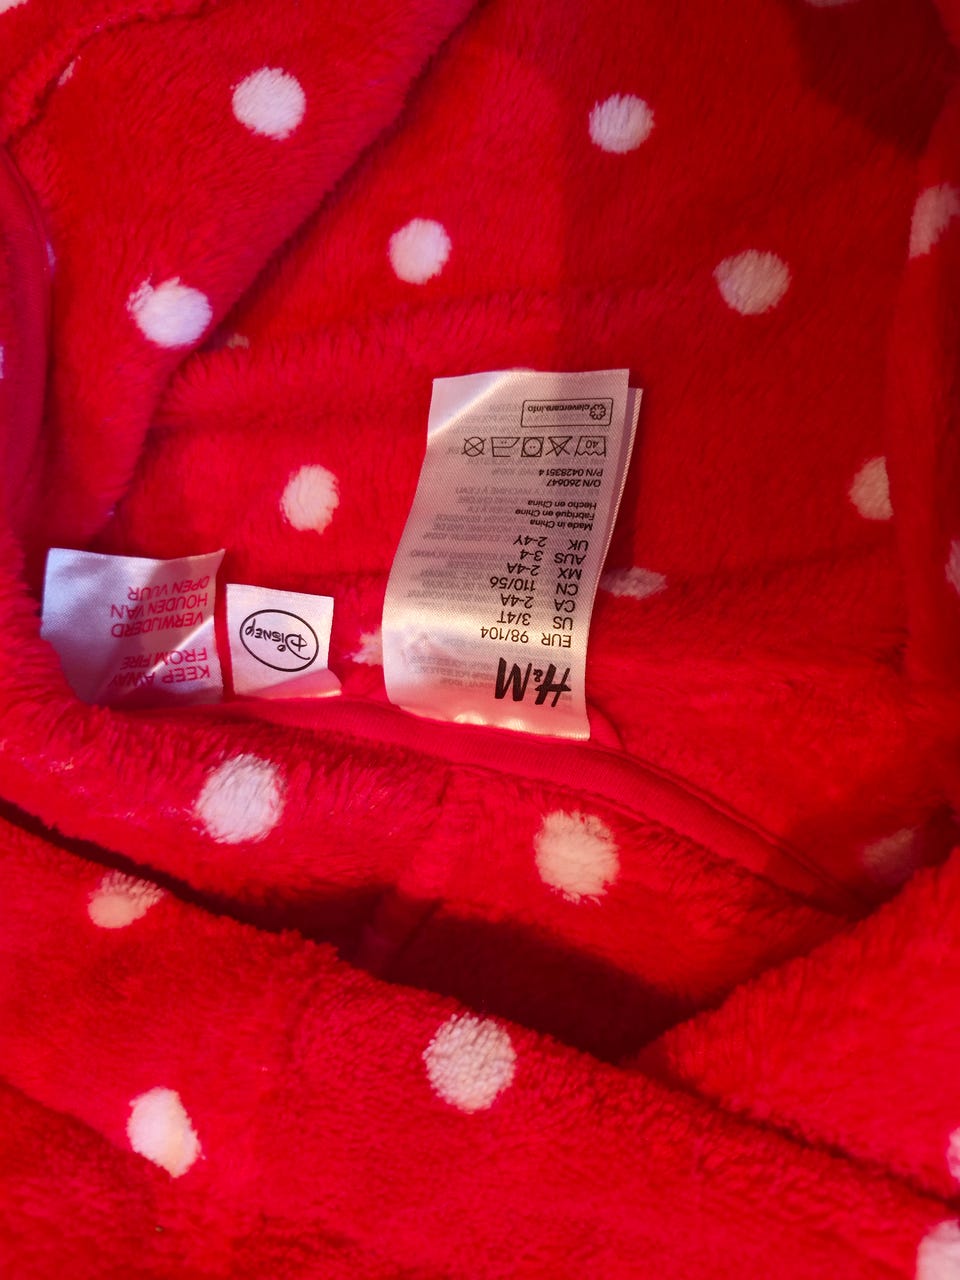 H&M
EUR 98/104
US 3/4T
CA 2-4A
CN 110/56
MX 2-4A
AUS 3-4
UK 2-4Y
Made in China
Fabriqué en Chine
Hecho en China
O/N 260647
P/N 0428351 4
40
clevercare.info
Disney
KEEP AWAY
FROM FIRE
VERWIJDERD
HOUDEN VAN
OPEN VUUR